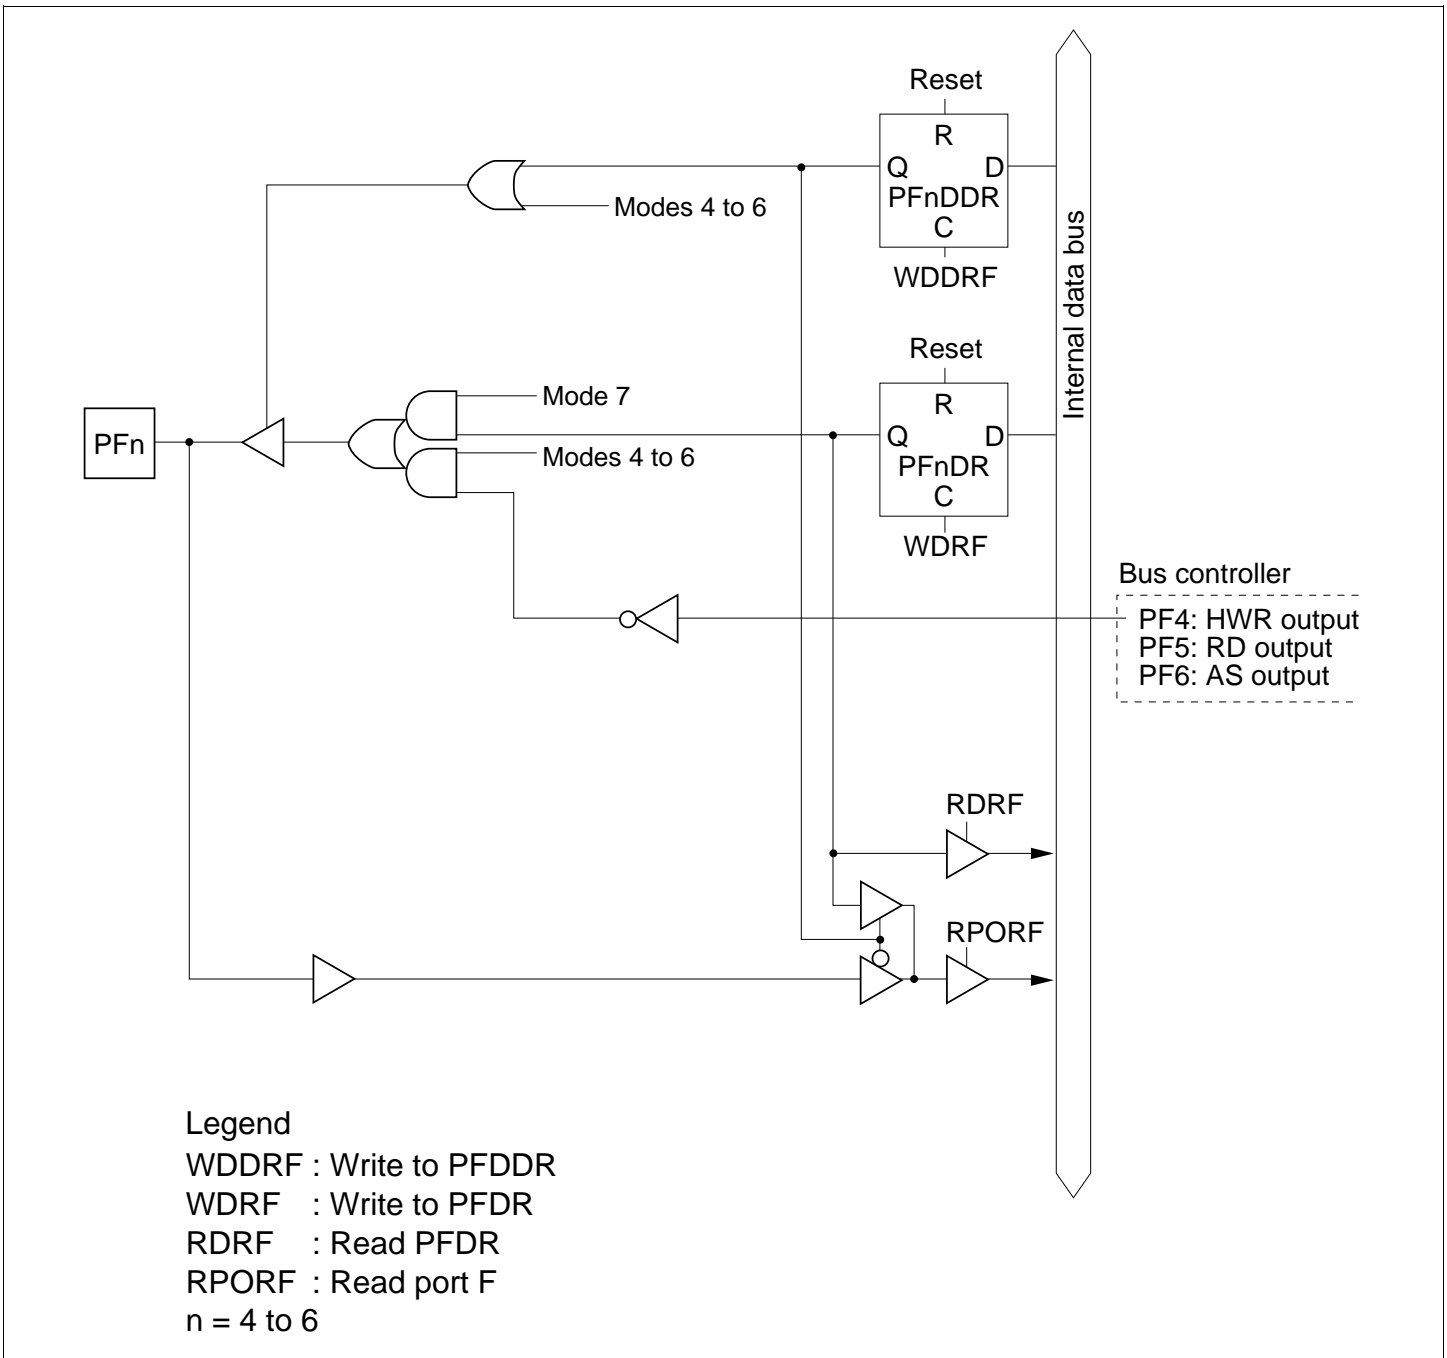 Reset
R
Q D
PFnDDR
C
WDDRF
Modes 4 to 6
Internal data bus
Reset
R
Q D
PFnDR
C
WDRF
Mode 7
Modes 4 to 6
PFn
Bus controller
PF4: HWR output
PF5: RD output
PF6: AS output
RDRF
RPORF
Legend
WDDRF : Write to PFDDR
WDRF : Write to PFDR
RDRF : Read PFDR
RPORF : Read port F
n = 4 to 6